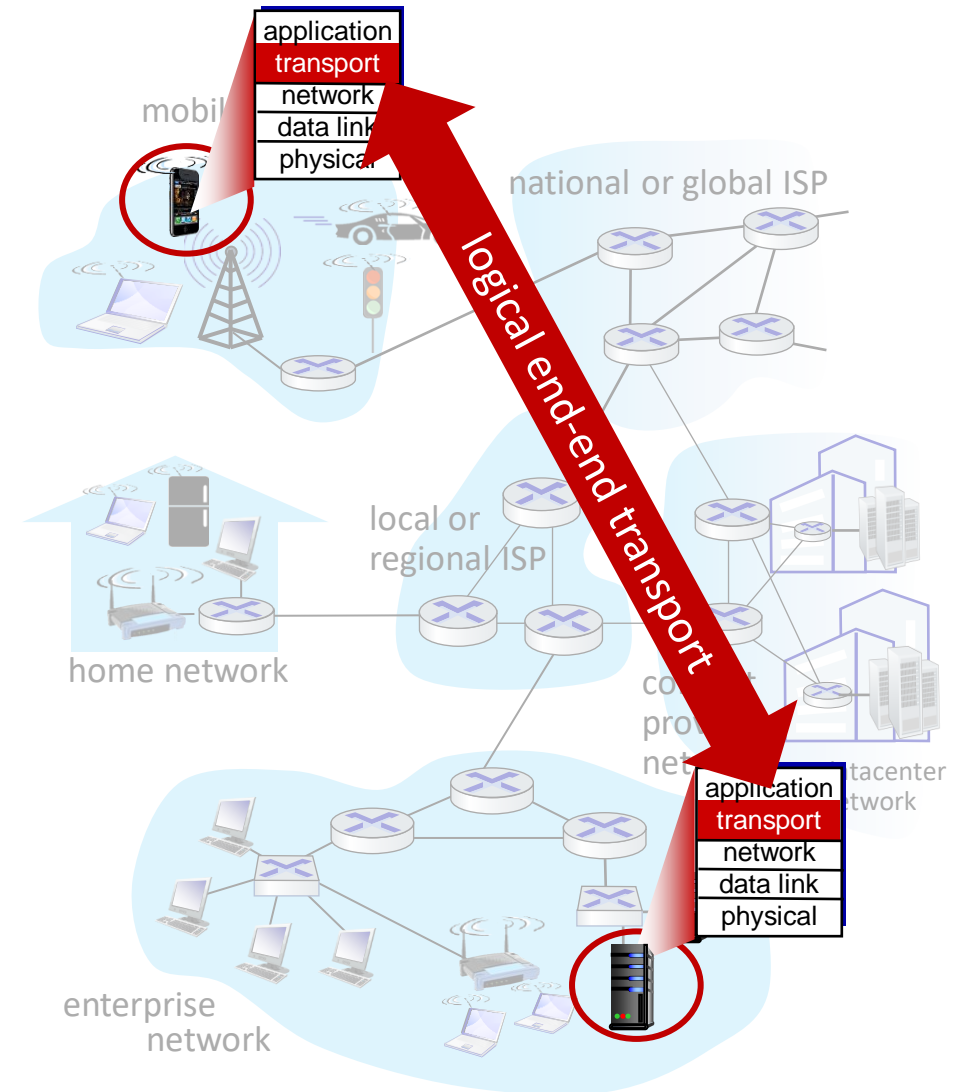 application
transport
network
data link
physical
national or global ISP
logical end-end transport
local or
regional ISP
home network
application
transport
network
data link
physical
enterprise
network